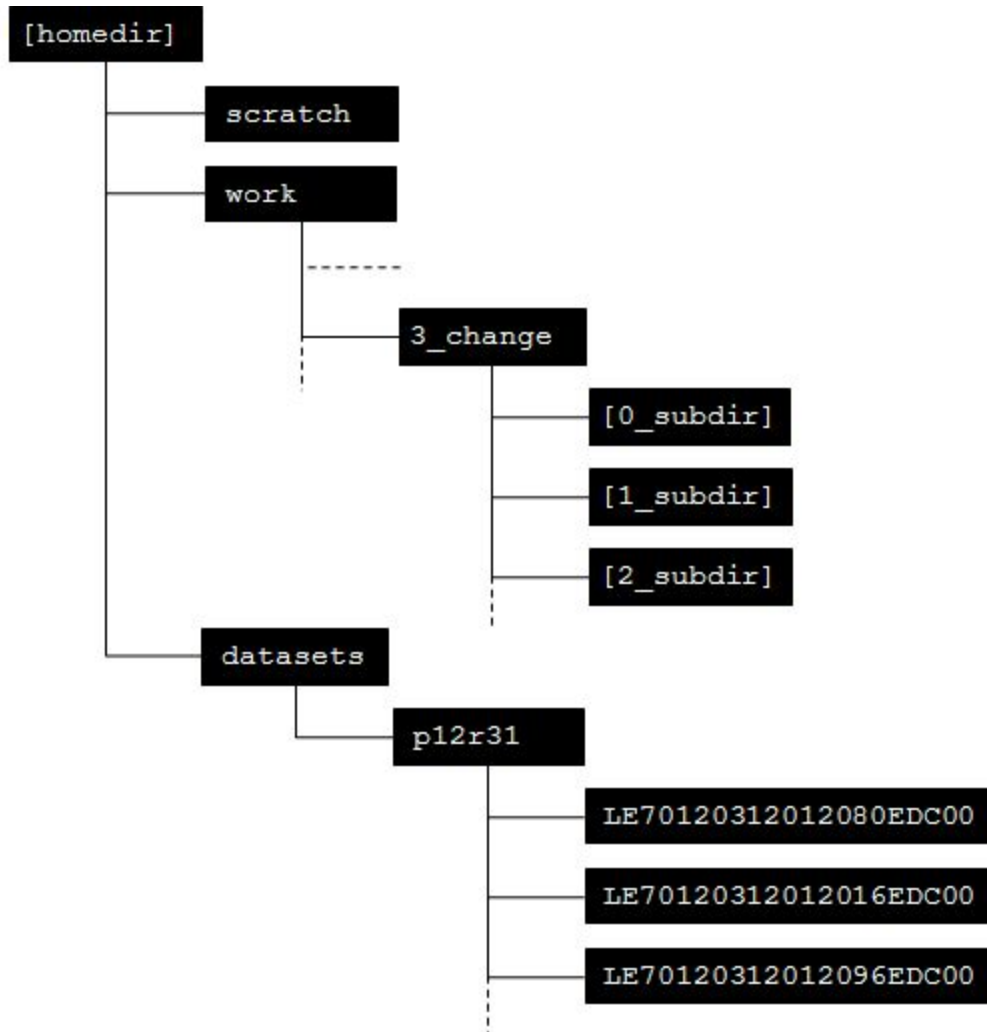 [homedir]
scratch
work
3_change
[0_subdir]
[1_subdir]
[2_subdir]
datasets
p12r31
LE70120312012080EDC00
LE70120312012016EDC00
LE70120312012096EDC00